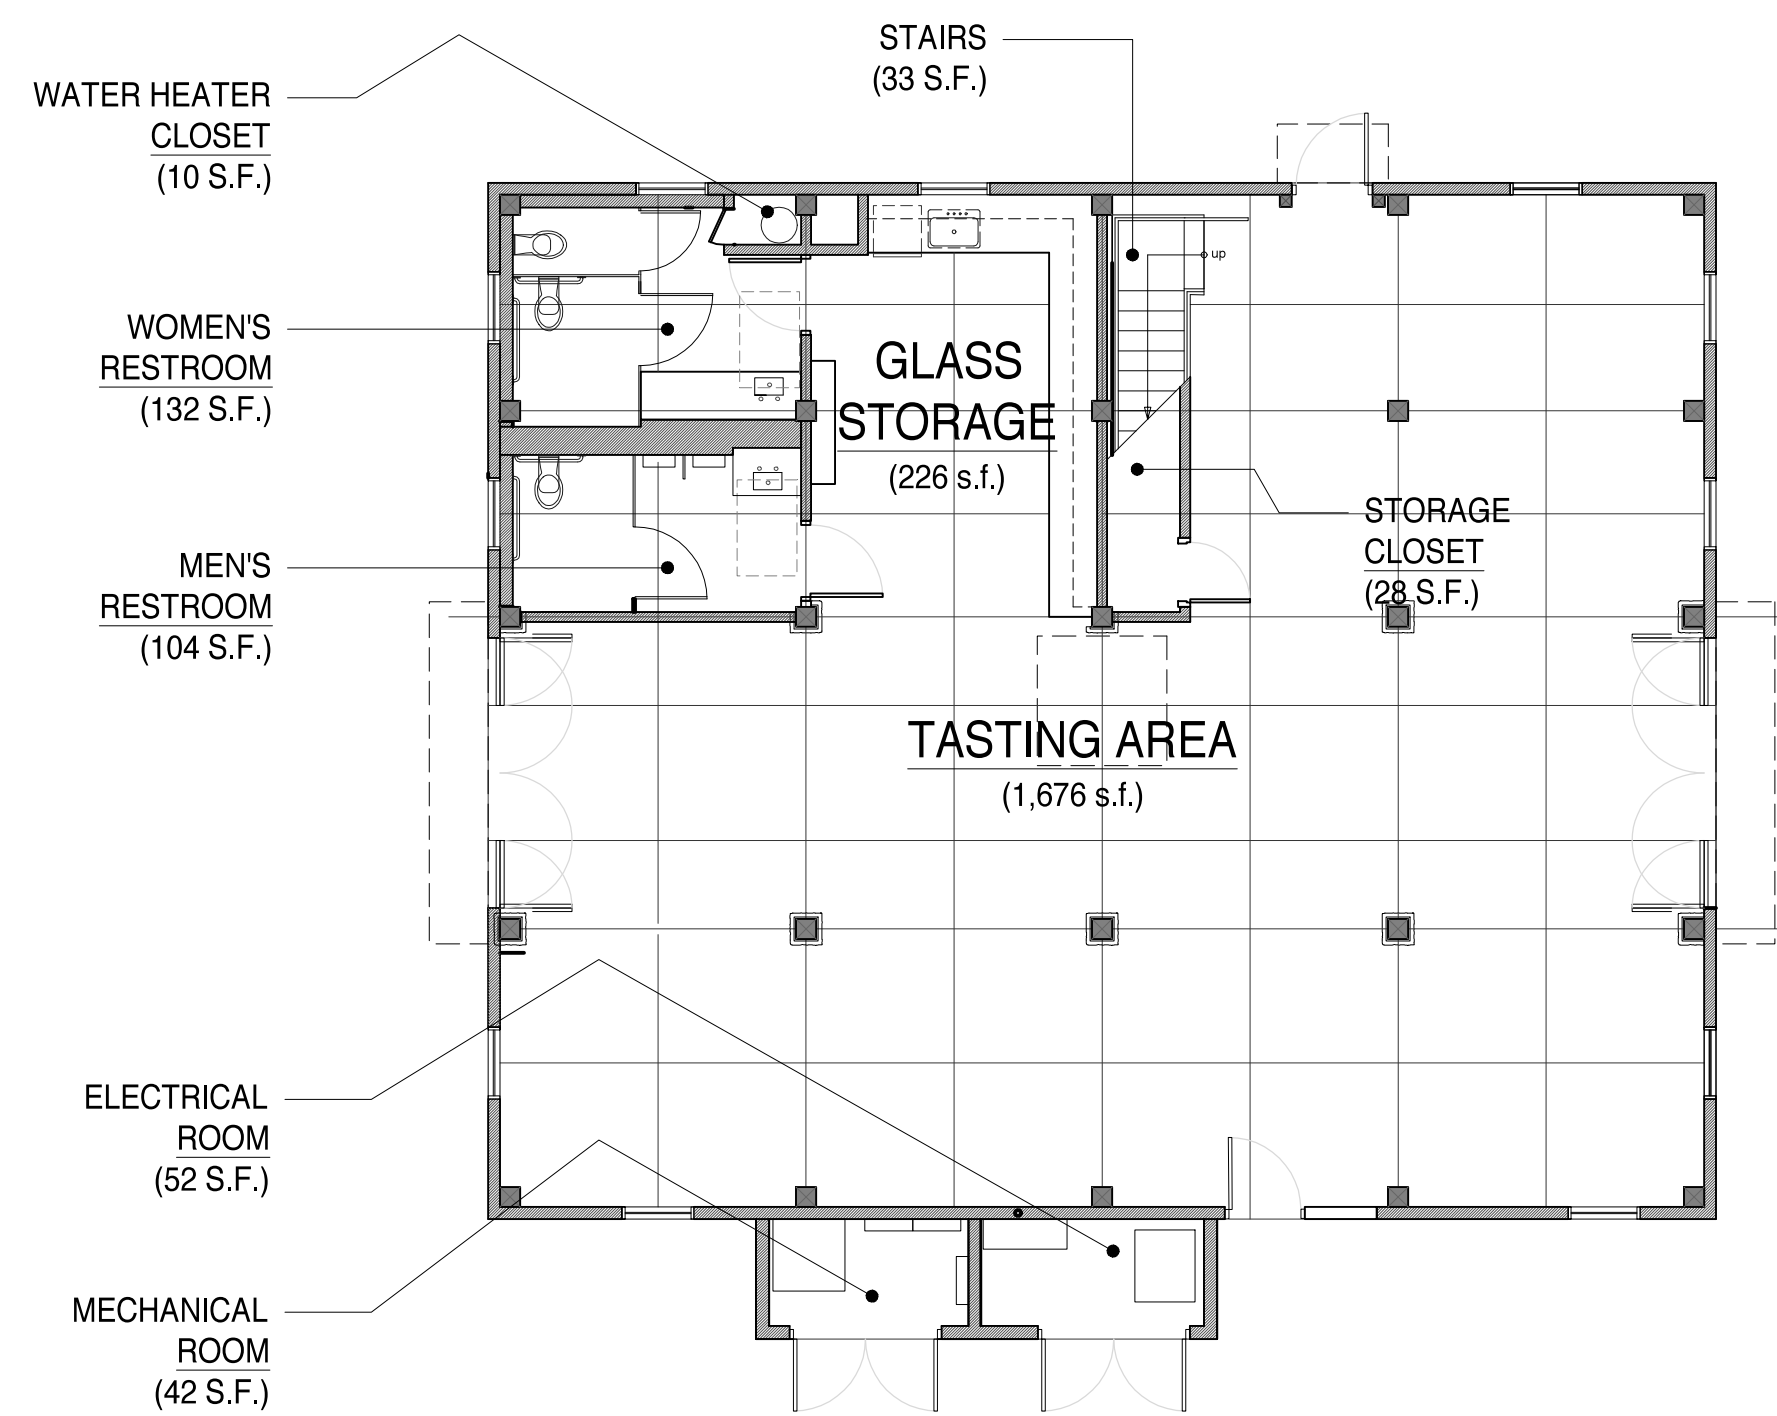 STAIRS
(33 S.F.)
WATER HEATER
CLOSET
(10 S.F.)
up
WOMEN'S
RESTROOM
(132 S.F.)
GLASS
STORAGE
(226 s.f.)
STORAGE
CLOSET
(28 S.F.)
MEN'S
RESTROOM
(104 S.F.)
TASTING AREA
(1,676 s.f.)
ELECTRICAL
ROOM
(52 S.F.)
MECHANICAL
ROOM
(42 S.F.)